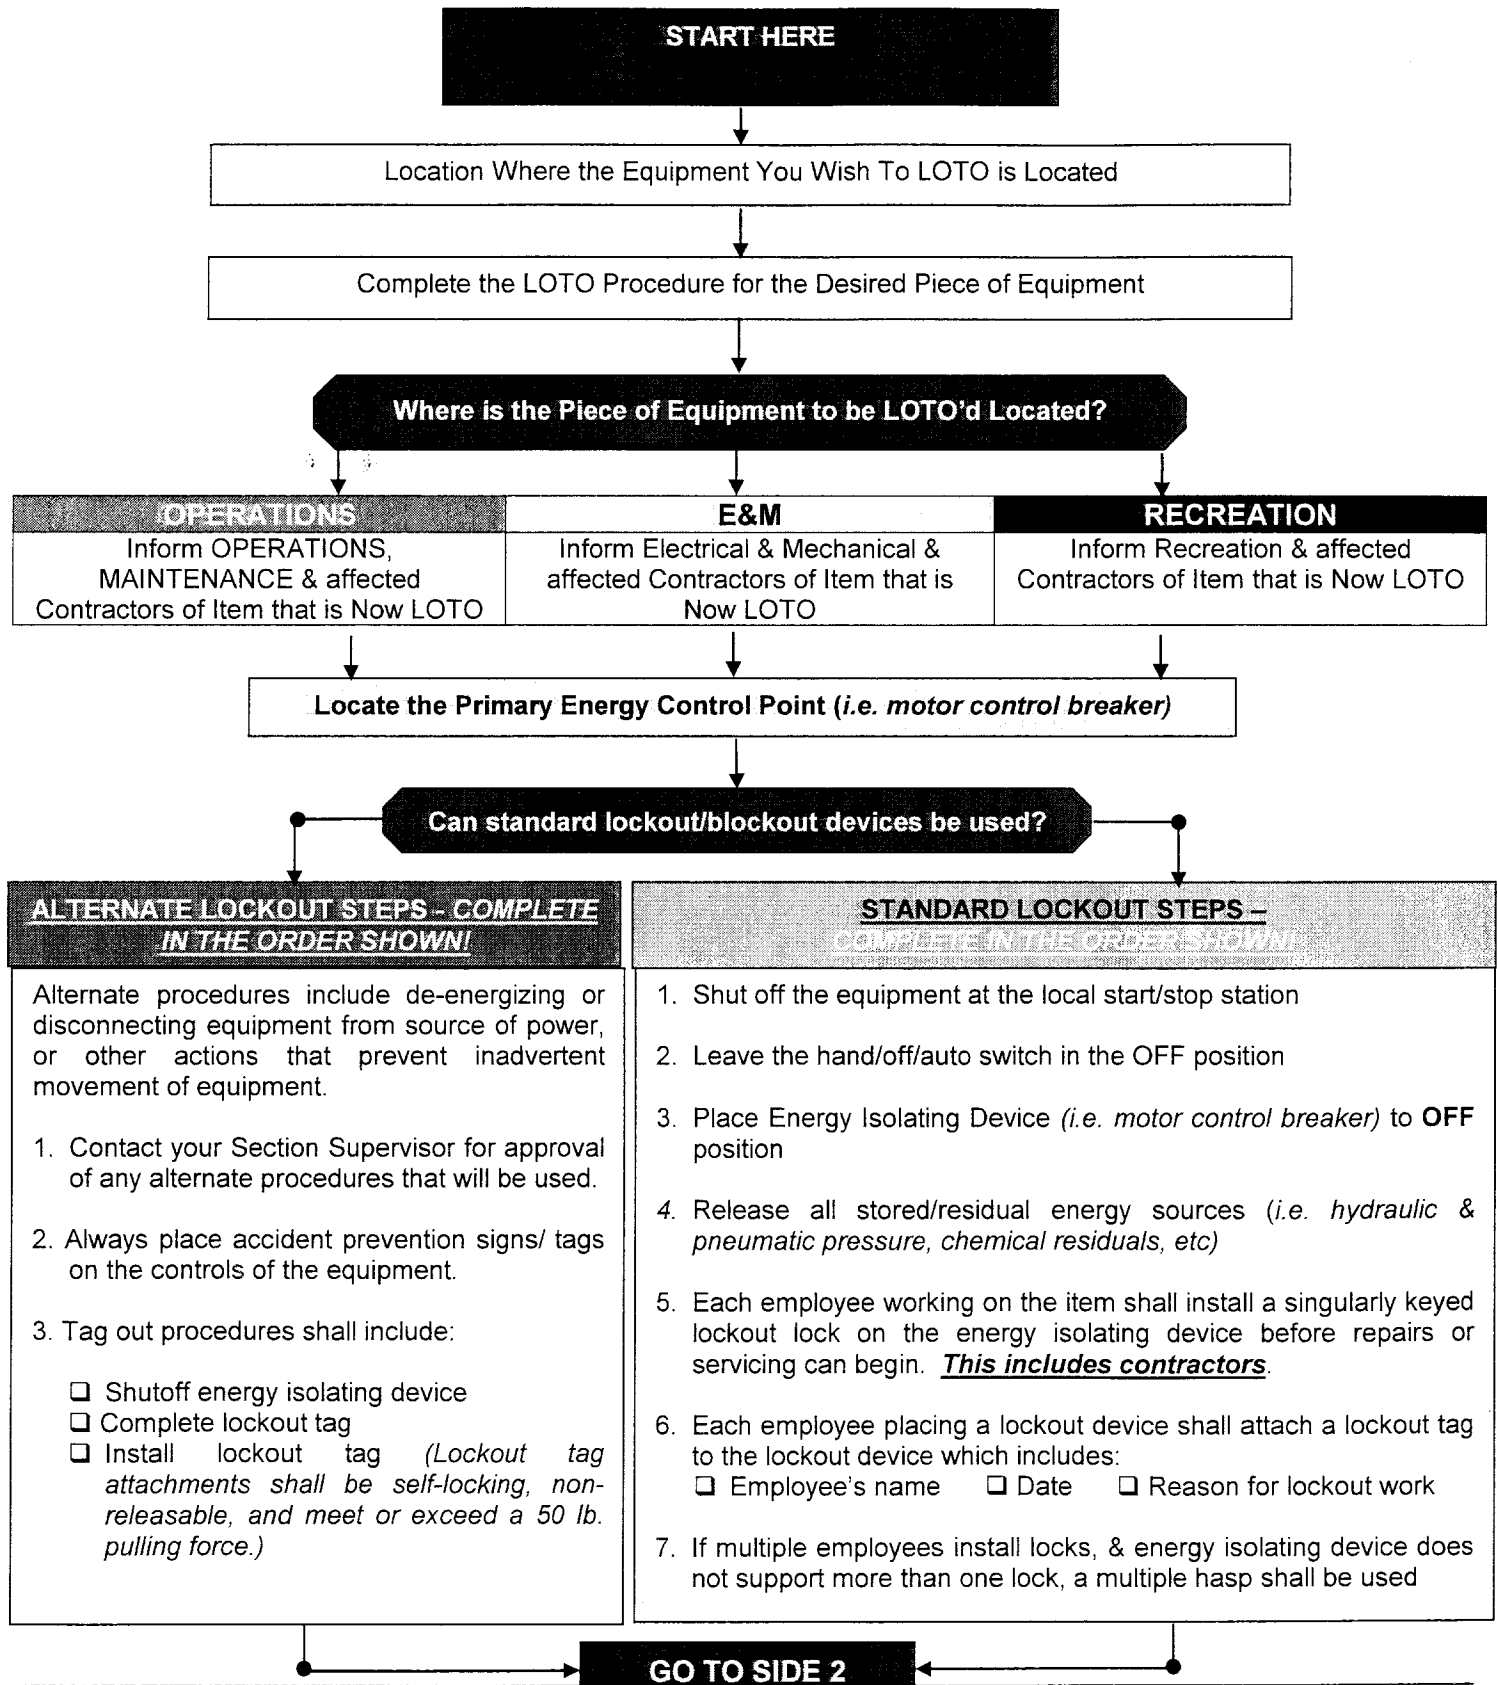 START HERE
Location Where the Equipment You Wish To LOTO is Located
Complete the LOTO Procedure for the Desired Piece of Equipment
Where is the Piece of Equipment to be LOTO'd Located?
OPERATIONS
Inform OPERATIONS,
MAINTENANCE & affected
Contractors of Item that is Now LOTO
E&M
Inform Electrical & Mechanical &
affected Contractors of Item that is
Now LOTO
RECREATION
Inform Recreation & affected
Contractors of Item that is Now LOTO
Locate the Primary Energy Control Point (i.e. motor control breaker)
Can standard lockout/blockout devices be used?
ALTERNATE LOCKOUT STEPS - COMPLETE
IN THE ORDER SHOWN!
Alternate procedures include de-energizing or
disconnecting equipment from source of power,
or other actions that prevent inadvertent
movement of equipment.
1. Contact your Section Supervisor for approval
of any alternate procedures that will be used.
2. Always place accident prevention signs/ tags
on the controls of the equipment.
3. Tag out procedures shall include:
❑ Shutoff energy isolating device
❑ Complete lockout tag
❑ Install lockout tag (Lockout tag
attachments shall be self-locking, non-
releasable, and meet or exceed a 50 lb.
pulling force.)
STANDARD LOCKOUT STEPS –
COMPLETE IN THE ORDER SHOWN!
1. Shut off the equipment at the local start/stop station
2. Leave the hand/off/auto switch in the OFF position
3. Place Energy Isolating Device (i.e. motor control breaker) to OFF
position
4. Release all stored/residual energy sources (i.e. hydraulic &
pneumatic pressure, chemical residuals, etc)
5. Each employee working on the item shall install a singularly keyed
lockout lock on the energy isolating device before repairs or
servicing can begin. This includes contractors.
6. Each employee placing a lockout device shall attach a lockout tag
to the lockout device which includes:
❑ Employee's name ❑ Date ❑ Reason for lockout work
7. If multiple employees install locks, & energy isolating device does
not support more than one lock, a multiple hasp shall be used
GO TO SIDE 2